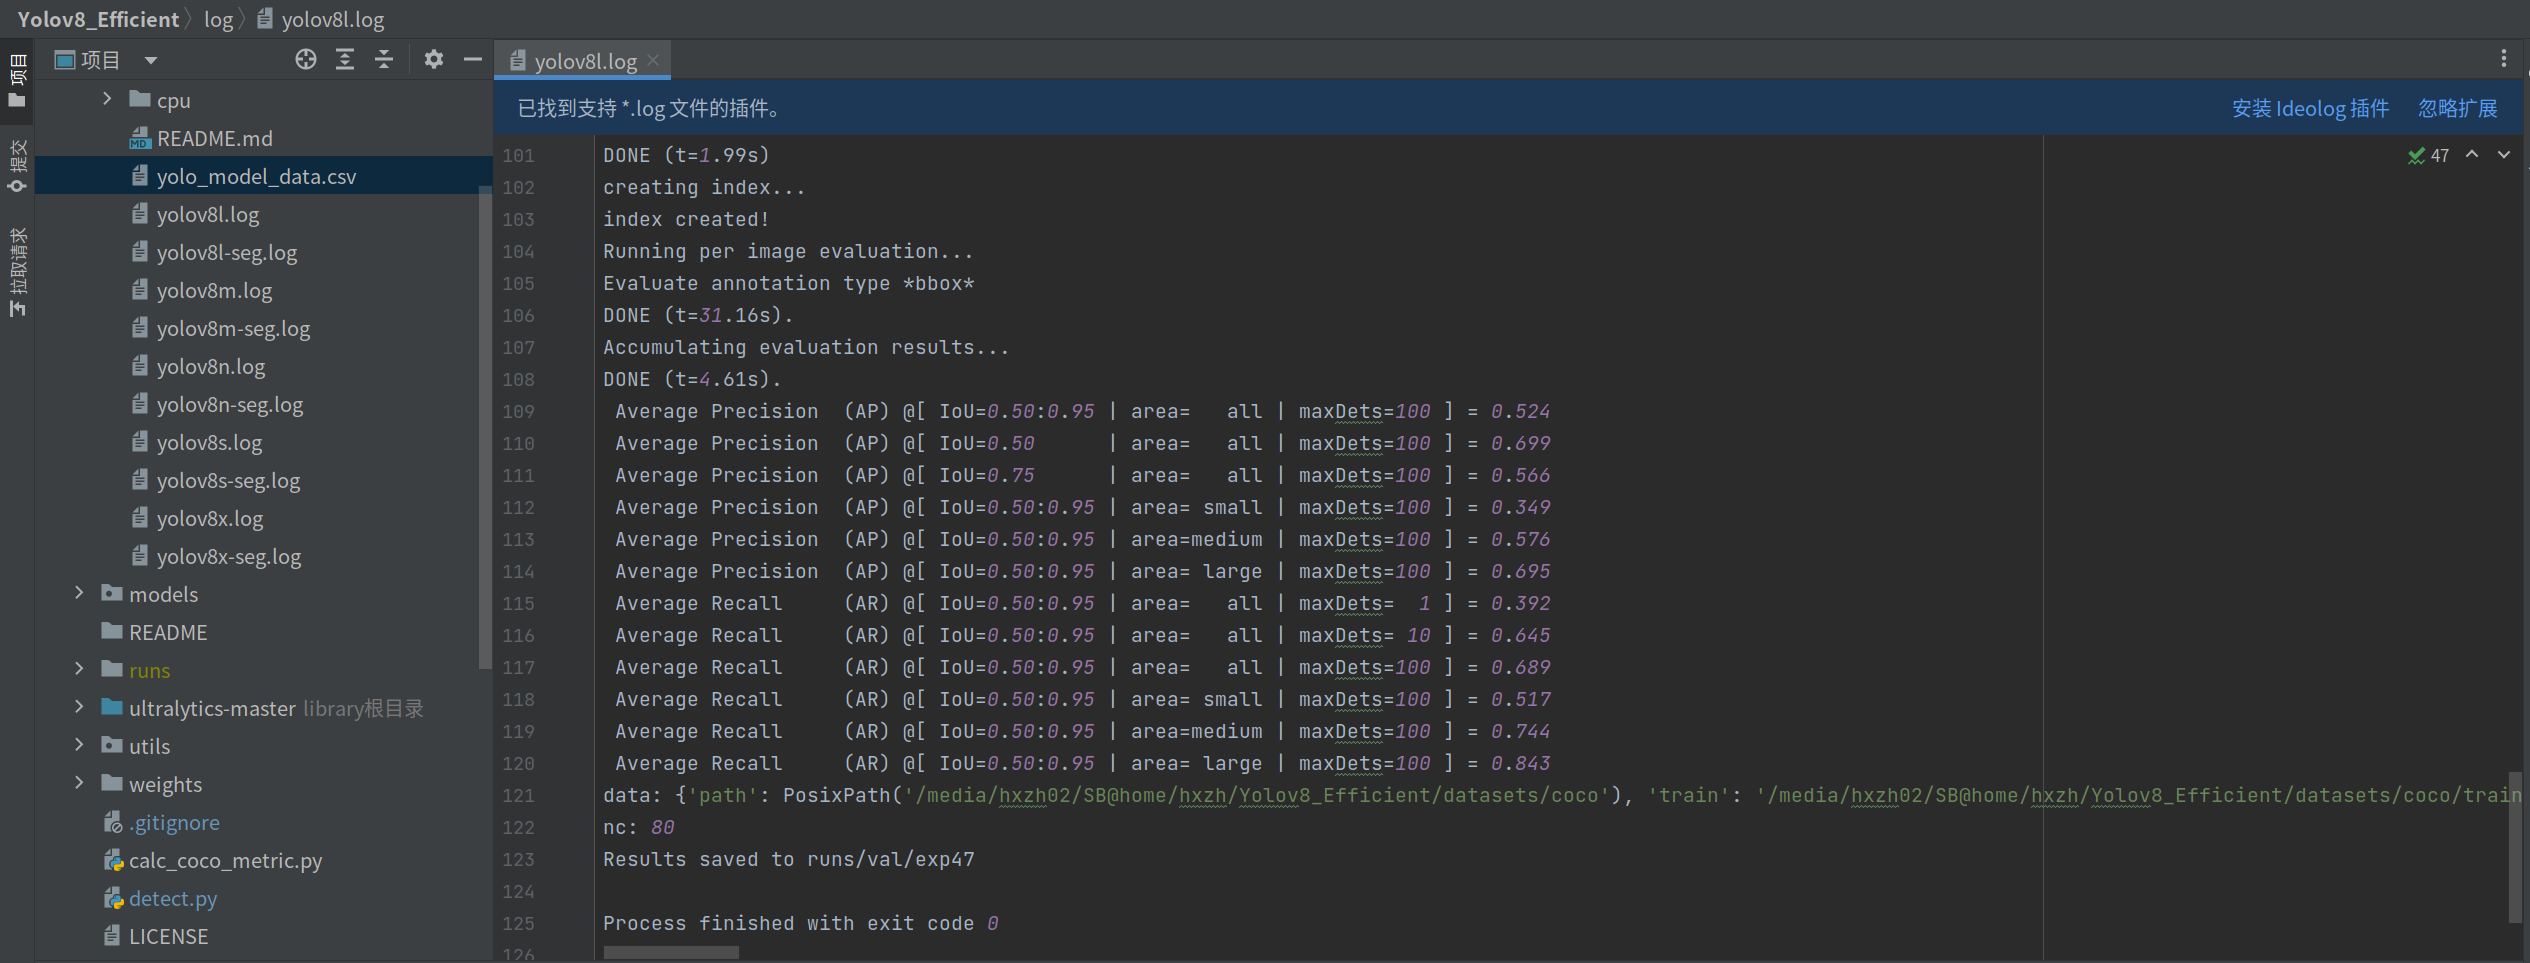 Yolov8_Efficient log yolov8l.log
项目
提交
拉取请求
项目
cpu
README.md
yolo_model_data.csv
yolov8l.log
yolov8l-seg.log
yolov8m.log
yolov8m-seg.log
yolov8n.log
yolov8n-seg.log
yolov8s.log
yolov8s-seg.log
yolov8x.log
yolov8x-seg.log
models
README
runs
ultralytics-master library根目录
utils
weights
.gitignore
calc_coco_metric.py
detect.py
LICENSE
yolov8l.log
已找到支持 *.log 文件的插件。 安装 Ideolog 插件 忽略扩展
47
101 DONE (t=1.99s)
102 creating index...
103 index created!
104 Running per image evaluation...
105 Evaluate annotation type *bbox*
106 DONE (t=31.16s).
107 Accumulating evaluation results...
108 DONE (t=4.61s).
109 Average Precision  (AP) @[ IoU=0.50:0.95 | area=   all | maxDets=100 ] = 0.524
110 Average Precision  (AP) @[ IoU=0.50      | area=   all | maxDets=100 ] = 0.699
111 Average Precision  (AP) @[ IoU=0.75      | area=   all | maxDets=100 ] = 0.566
112 Average Precision  (AP) @[ IoU=0.50:0.95 | area= small | maxDets=100 ] = 0.349
113 Average Precision  (AP) @[ IoU=0.50:0.95 | area=medium | maxDets=100 ] = 0.576
114 Average Precision  (AP) @[ IoU=0.50:0.95 | area= large | maxDets=100 ] = 0.695
115 Average Recall     (AR) @[ IoU=0.50:0.95 | area=   all | maxDets=  1 ] = 0.392
116 Average Recall     (AR) @[ IoU=0.50:0.95 | area=   all | maxDets= 10 ] = 0.645
117 Average Recall     (AR) @[ IoU=0.50:0.95 | area=   all | maxDets=100 ] = 0.689
118 Average Recall     (AR) @[ IoU=0.50:0.95 | area= small | maxDets=100 ] = 0.517
119 Average Recall     (AR) @[ IoU=0.50:0.95 | area=medium | maxDets=100 ] = 0.744
120 Average Recall     (AR) @[ IoU=0.50:0.95 | area= large | maxDets=100 ] = 0.843
121 data: {'path': PosixPath('/media/hxzh02/SB@home/hxzh/Yolov8_Efficient/datasets/coco'), 'train': '/media/hxzh02/SB@home/hxzh/Yolov8_Efficient/datasets/coco/train
122 nc: 80
123 Results saved to runs/val/exp47
124
125 Process finished with exit code 0
126